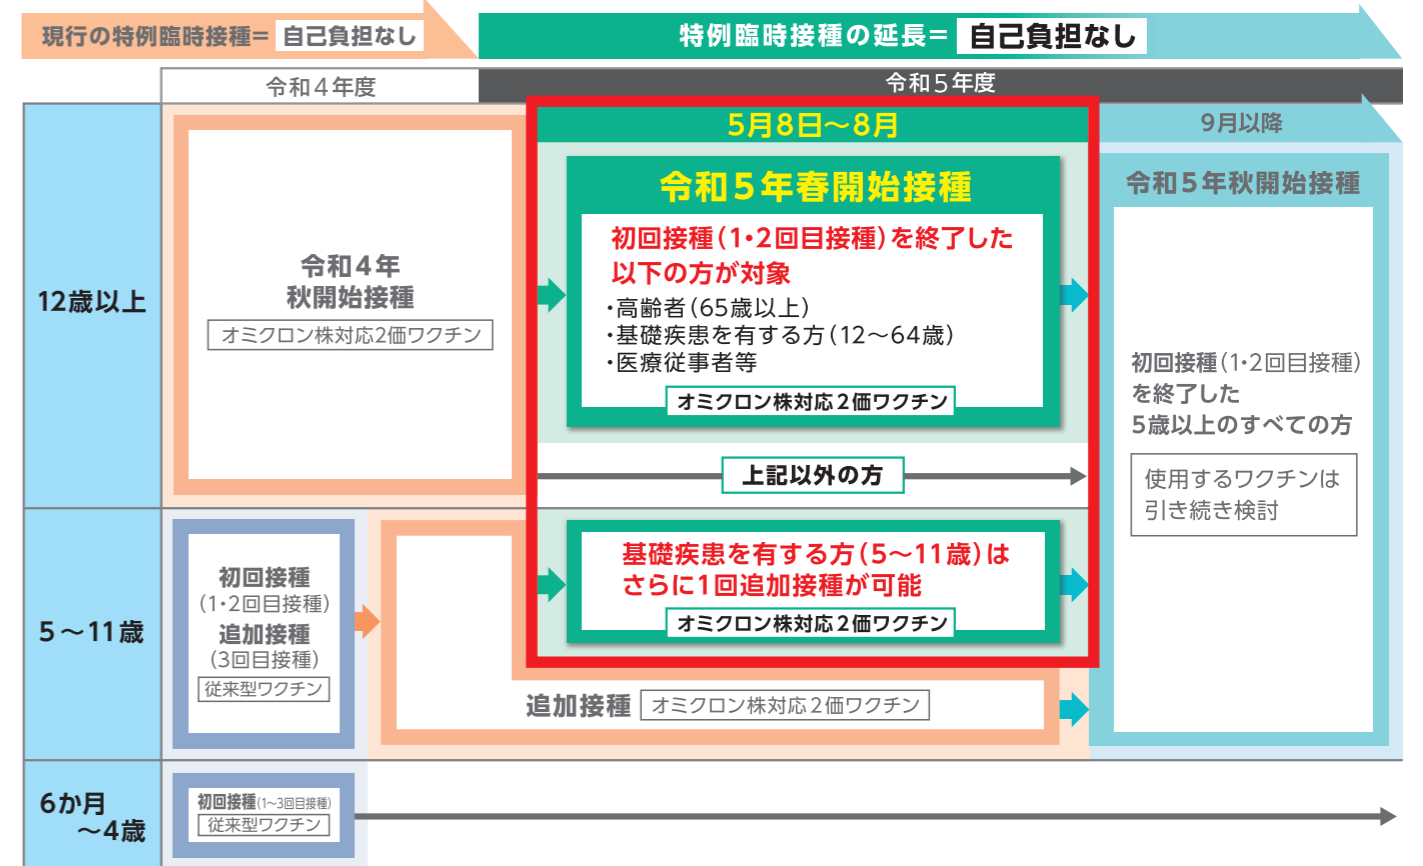 現行の特例臨時接種= 自己負担なし
特例臨時接種の延長= 自己負担なし
令和4年度
令和5年度
12歳以上
令和4年
秋開始接種
オミクロン株対応2価ワクチン
5月8日～8月
令和5年春開始接種
初回接種(1・2回目接種)を終了した
以下の方が対象
・高齢者(65歳以上)
・基礎疾患を有する方(12～64歳)
・医療従事者等
オミクロン株対応2価ワクチン
上記以外の方
9月以降
令和5年秋開始接種
初回接種(1・2回目接種)
を終了した
5歳以上のすべての方
使用するワクチンは
引き続き検討
5～11歳
初回接種
(1・2回目接種)
追加接種
(3回目接種)
従来型ワクチン
基礎疾患を有する方(5～11歳)は
さらに1回追加接種が可能
オミクロン株対応2価ワクチン
追加接種 オミクロン株対応2価ワクチン
6か月
～4歳
初回接種(1～3回目接種)
従来型ワクチン